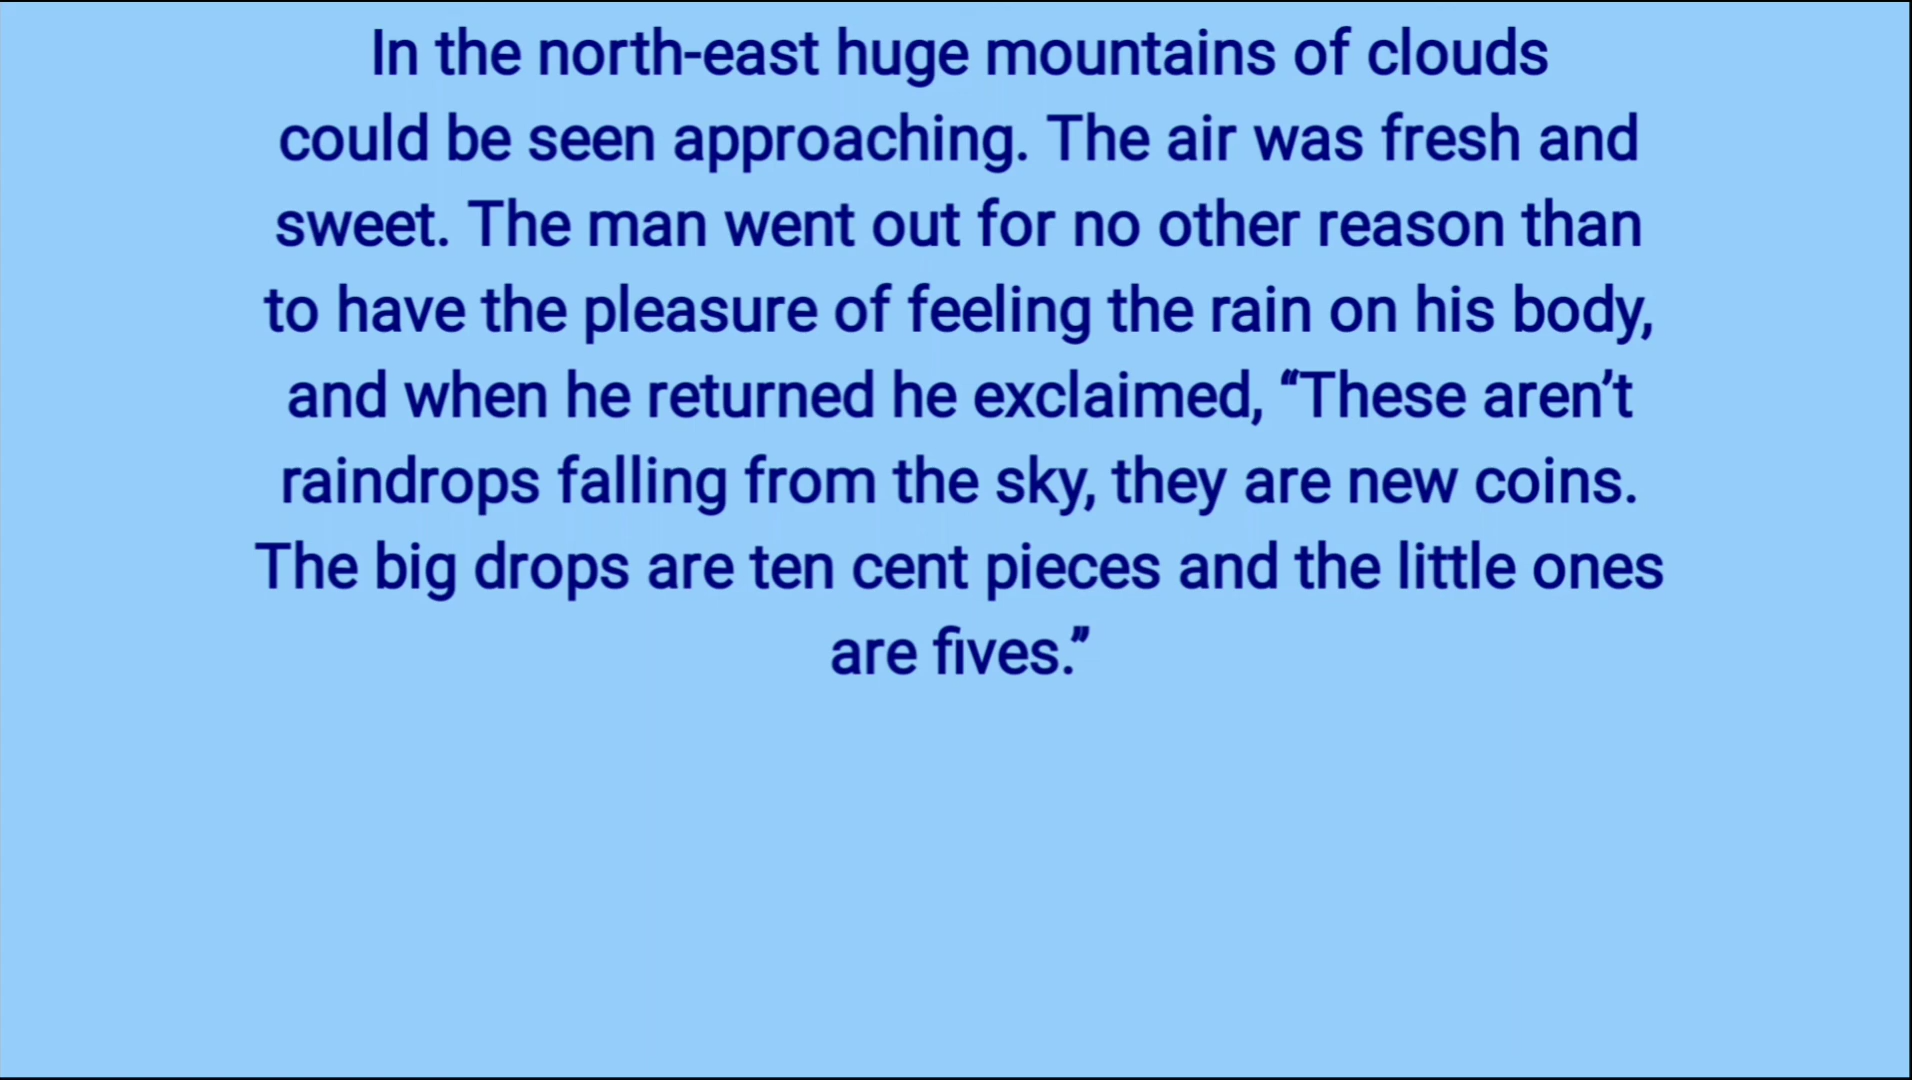 In the north-east huge mountains of clouds
could be seen approaching. The air was fresh and
sweet. The man went out for no other reason than
to have the pleasure of feeling the rain on his body,
and when he returned he exclaimed, “These aren’t
raindrops falling from the sky, they are new coins.
The big drops are ten cent pieces and the little ones
are fives.”